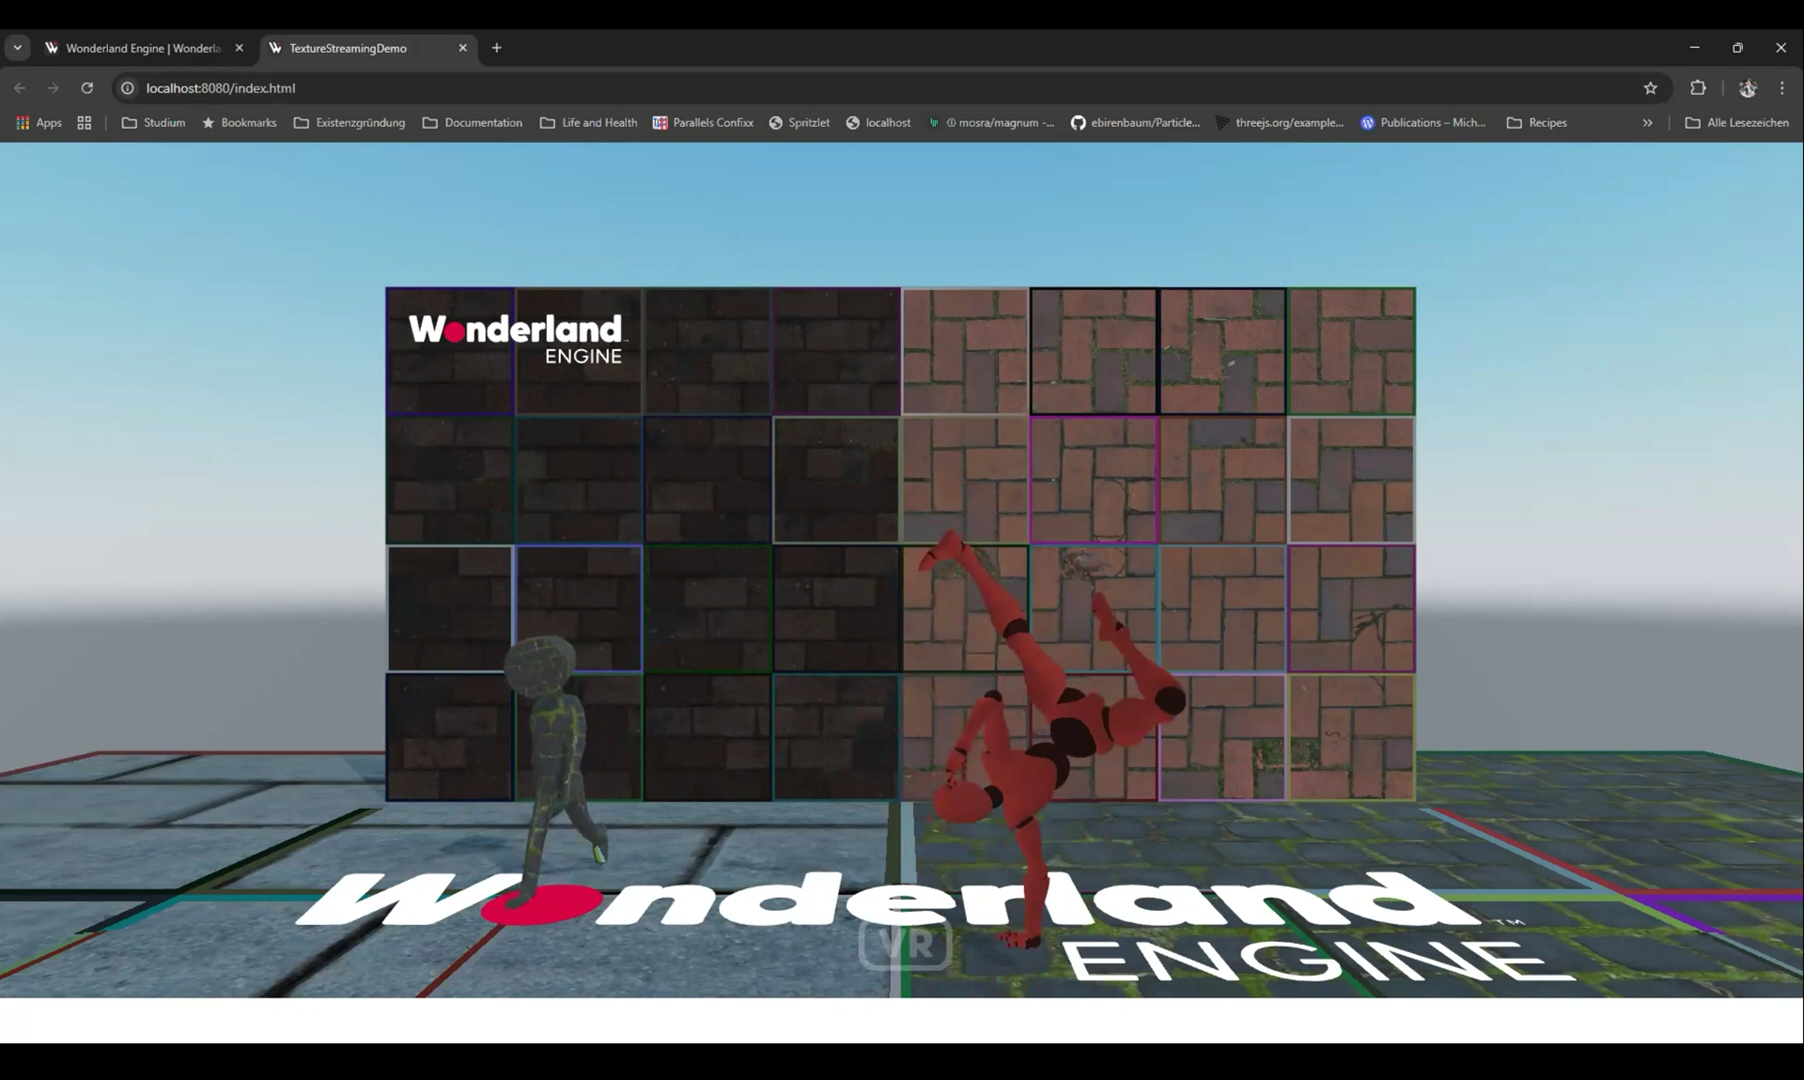 Wonderland Engine | Wonderla
TextureStreamingDemo
localhost:8080/index.html
Apps
Studium
Bookmarks
Existenzgründung
Documentation
Life and Health
Parallels Confixx
Spritzlet
localhost
mosra/magnum -...
ebirenbaum/Particle...
threejs.org/example...
Publications – Mich...
Recipes
»
Alle Lesezeichen
Wonderland
ENGINE
Wonderland™
VR
ENGINE